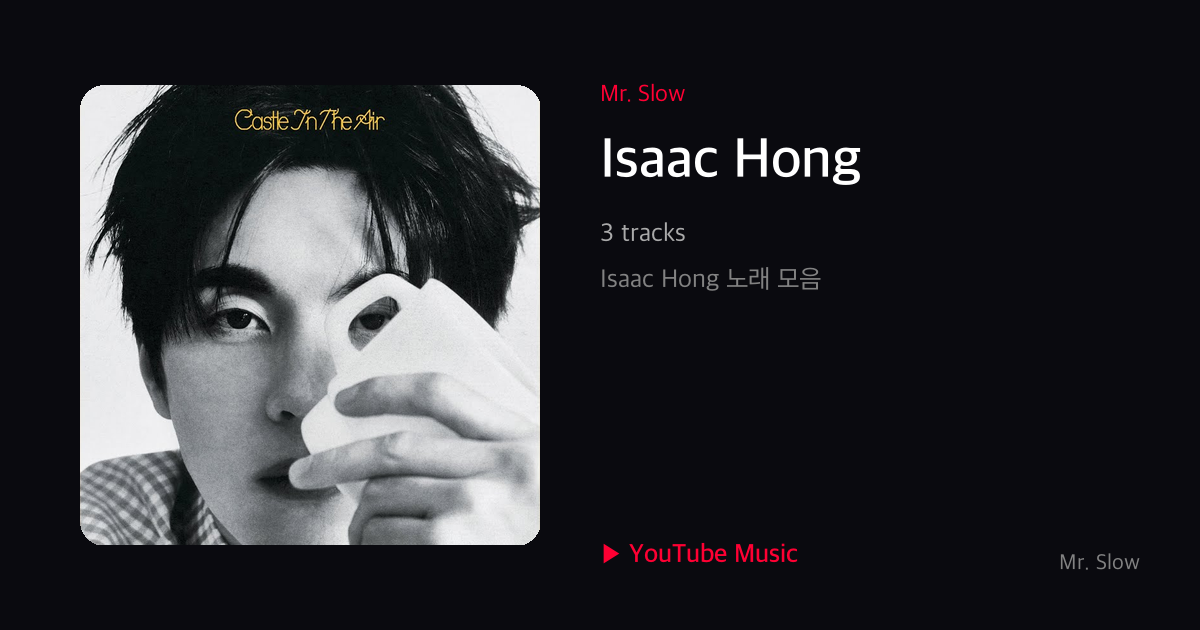 Castle In The Air
Mr. Slow
Isaac Hong
3 tracks
Isaac Hong 노래 모음
YouTube Music
Mr. Slow